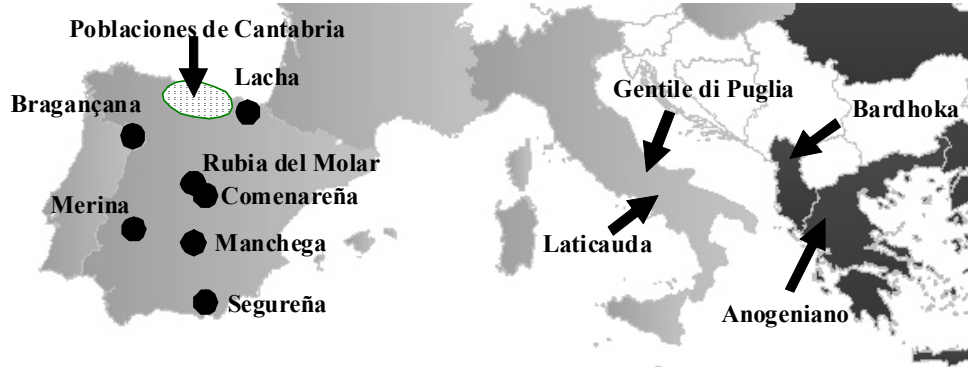 Poblaciones de Cantabria
Lacha
Bragançana
Gentile di Puglia
Bardhoka
Rubia del Molar
Comenareña
Merina
Manchega
Laticauda
Segureña
Anogeniano